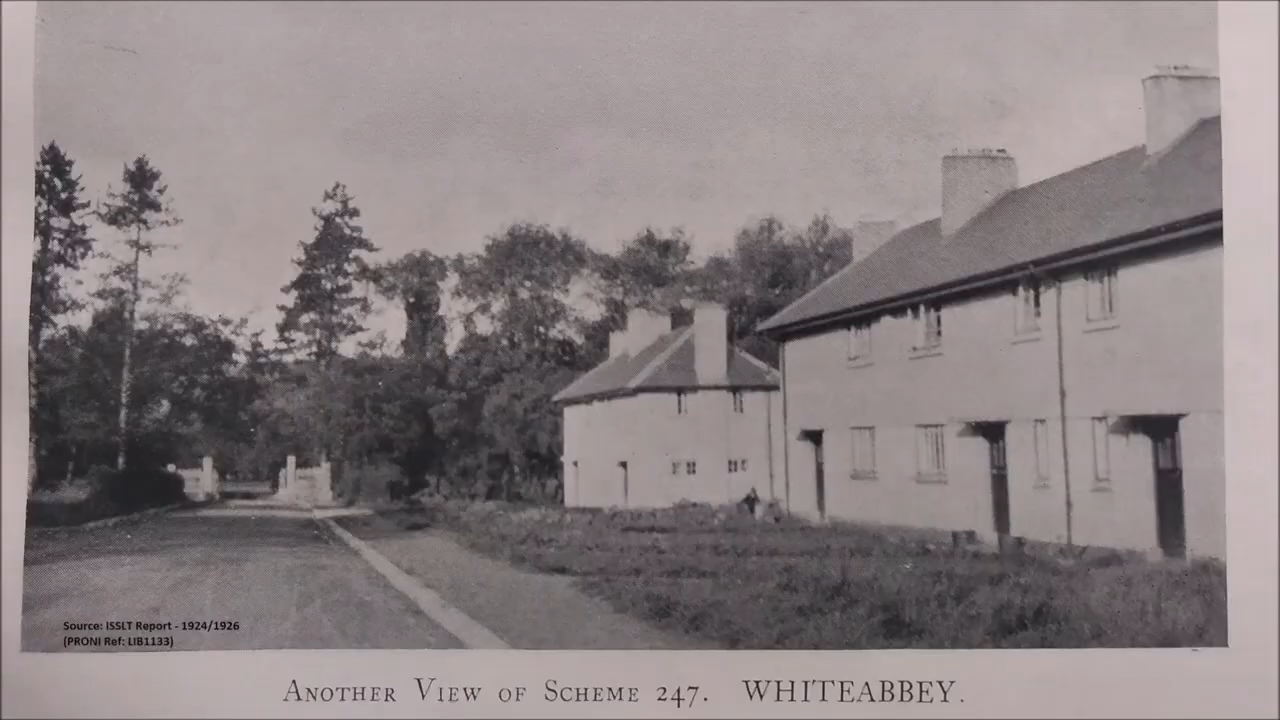 Source: ISSLT Report - 1924/1926
(PRONI Ref: LIB1133)
Another View of Scheme 247. WHITEABBEY.